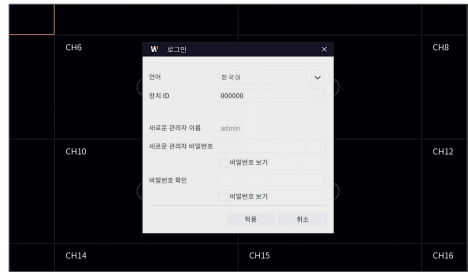 CH6
CH8
W 로그인
언어 한국어
장치 ID 000000
새로운 관리자 이름 admin
새로운 관리자 비밀번호
비밀번호 보기
CH10
CH12
비밀번호 확인
비밀번호 보기
적용 취소
CH14
CH15
CH16